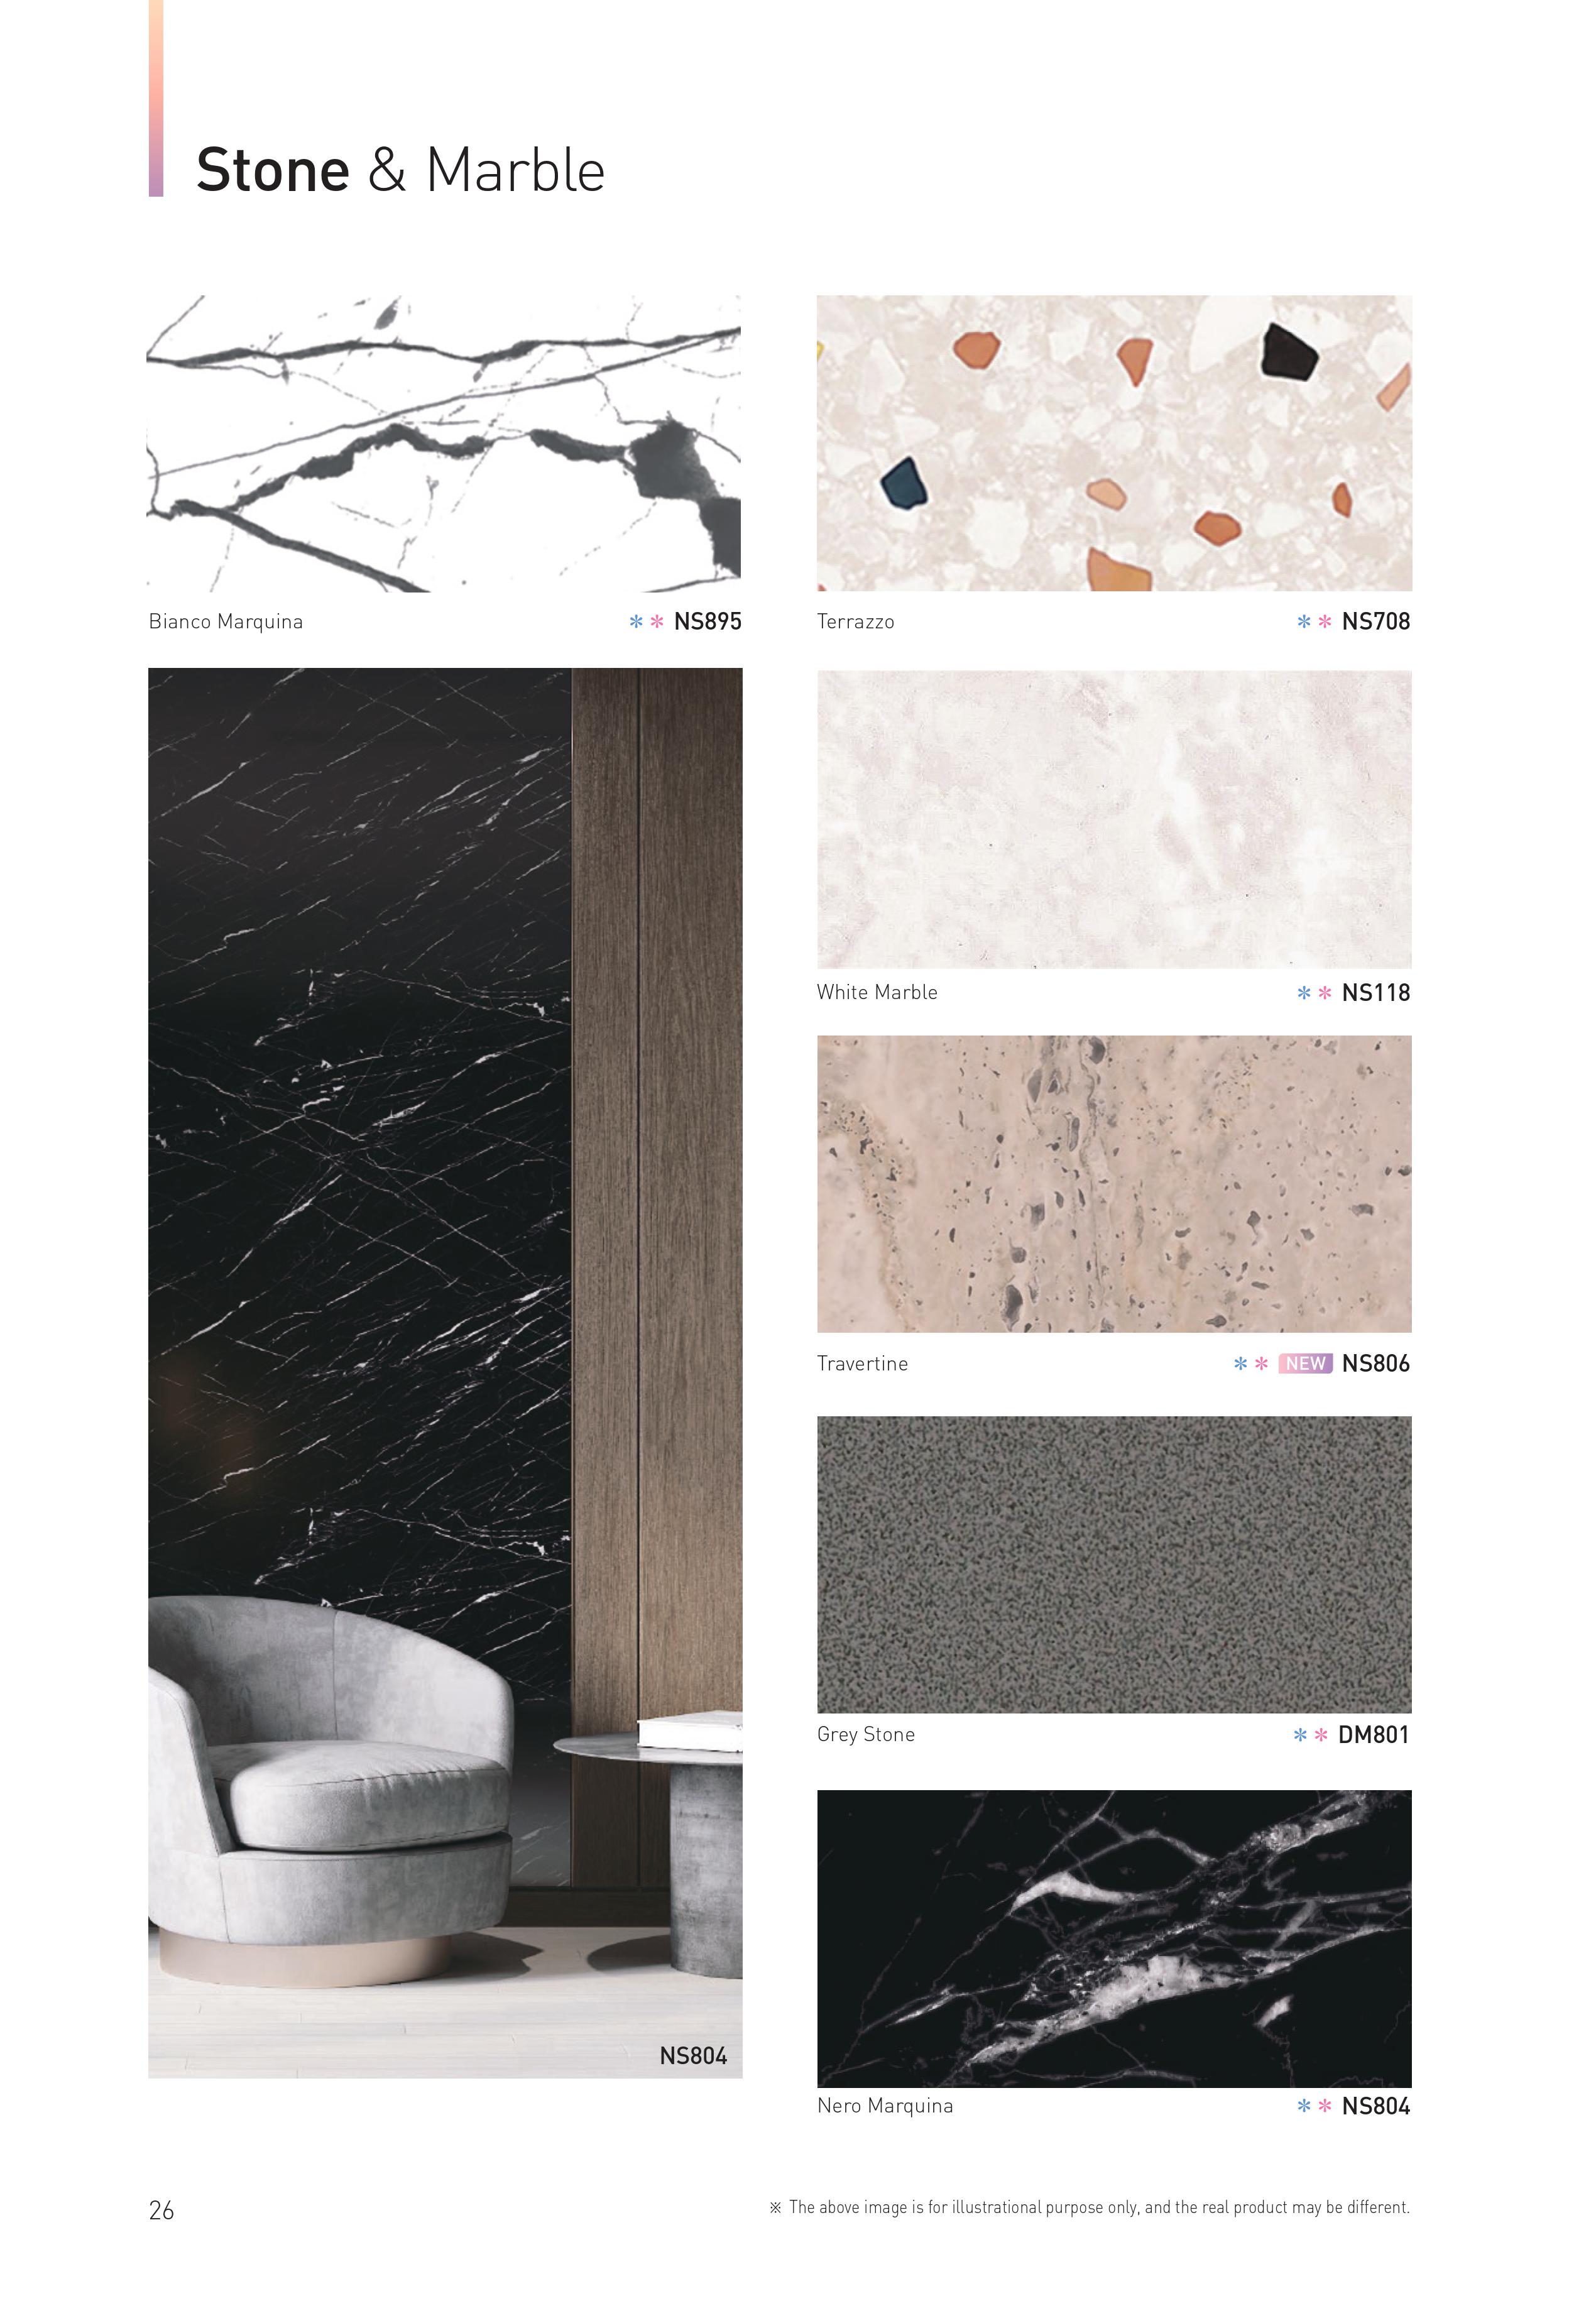 Stone & Marble
Bianco Marquina
** NS895
Terrazzo
** NS708
White Marble
** NS118
Travertine
** NEW NS806
Grey Stone
** DM801
NS804
Nero Marquina
** NS804
26
※ The above image is for illustrational purpose only, and the real product may be different.